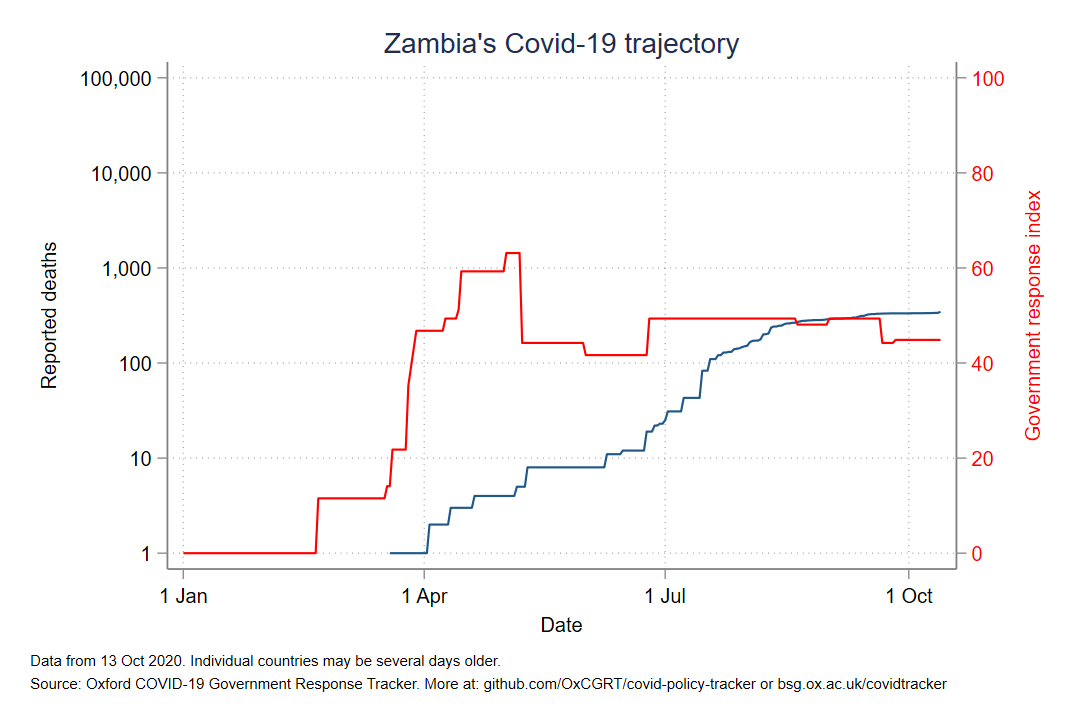 Zambia's Covid-19 trajectory
100,000
10,000
1,000
100
10
1
Reported deaths
100
80
60
40
20
0
Government response index
1 Jan
1 Apr
1 Jul
1 Oct
Date
Data from 13 Oct 2020. Individual countries may be several days older.
Source: Oxford COVID-19 Government Response Tracker. More at: github.com/OxCGRT/covid-policy-tracker or bsg.ox.ac.uk/covidtracker